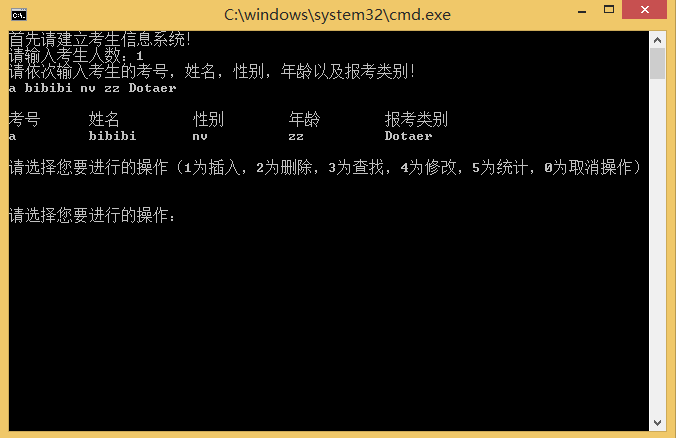 C:\windows\system32\cmd.exe
首先请建立考生信息系统!
请输入考生人数：1
请依次输入考生的考号，姓名，性别，年龄以及报考类别!
a bibibi nv zz Dotaer
考号 姓名 性别 年龄 报考类别
a bibibi nv zz Dotaer
请选择您要进行的操作（1为插入，2为删除，3为查找，4为修改，5为统计，0为取消操作）
请选择您要进行的操作：